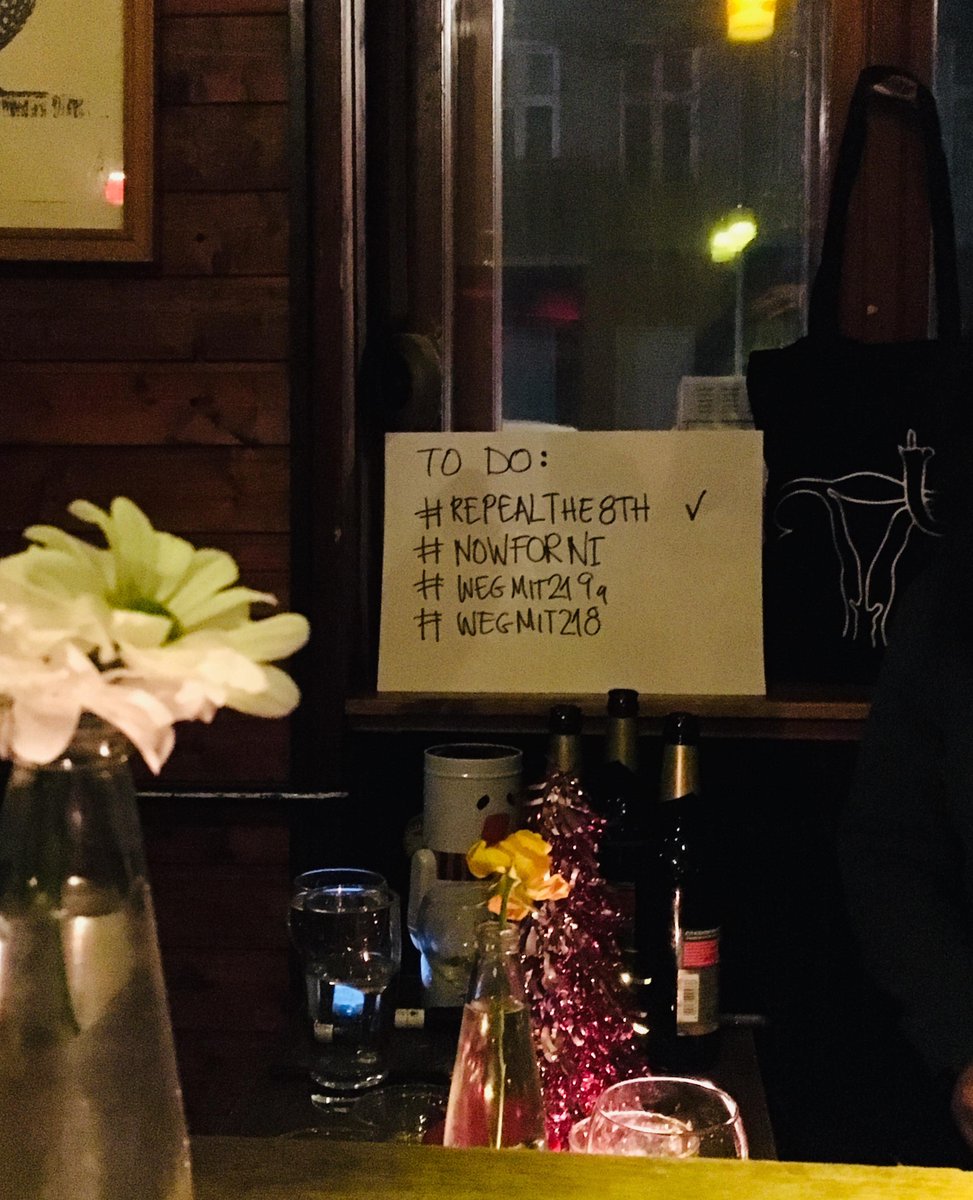 TO DO:
#REPEALTHE8TH ✓
#NOWFORNI
#WEGMIT219a
#WEGMIT218